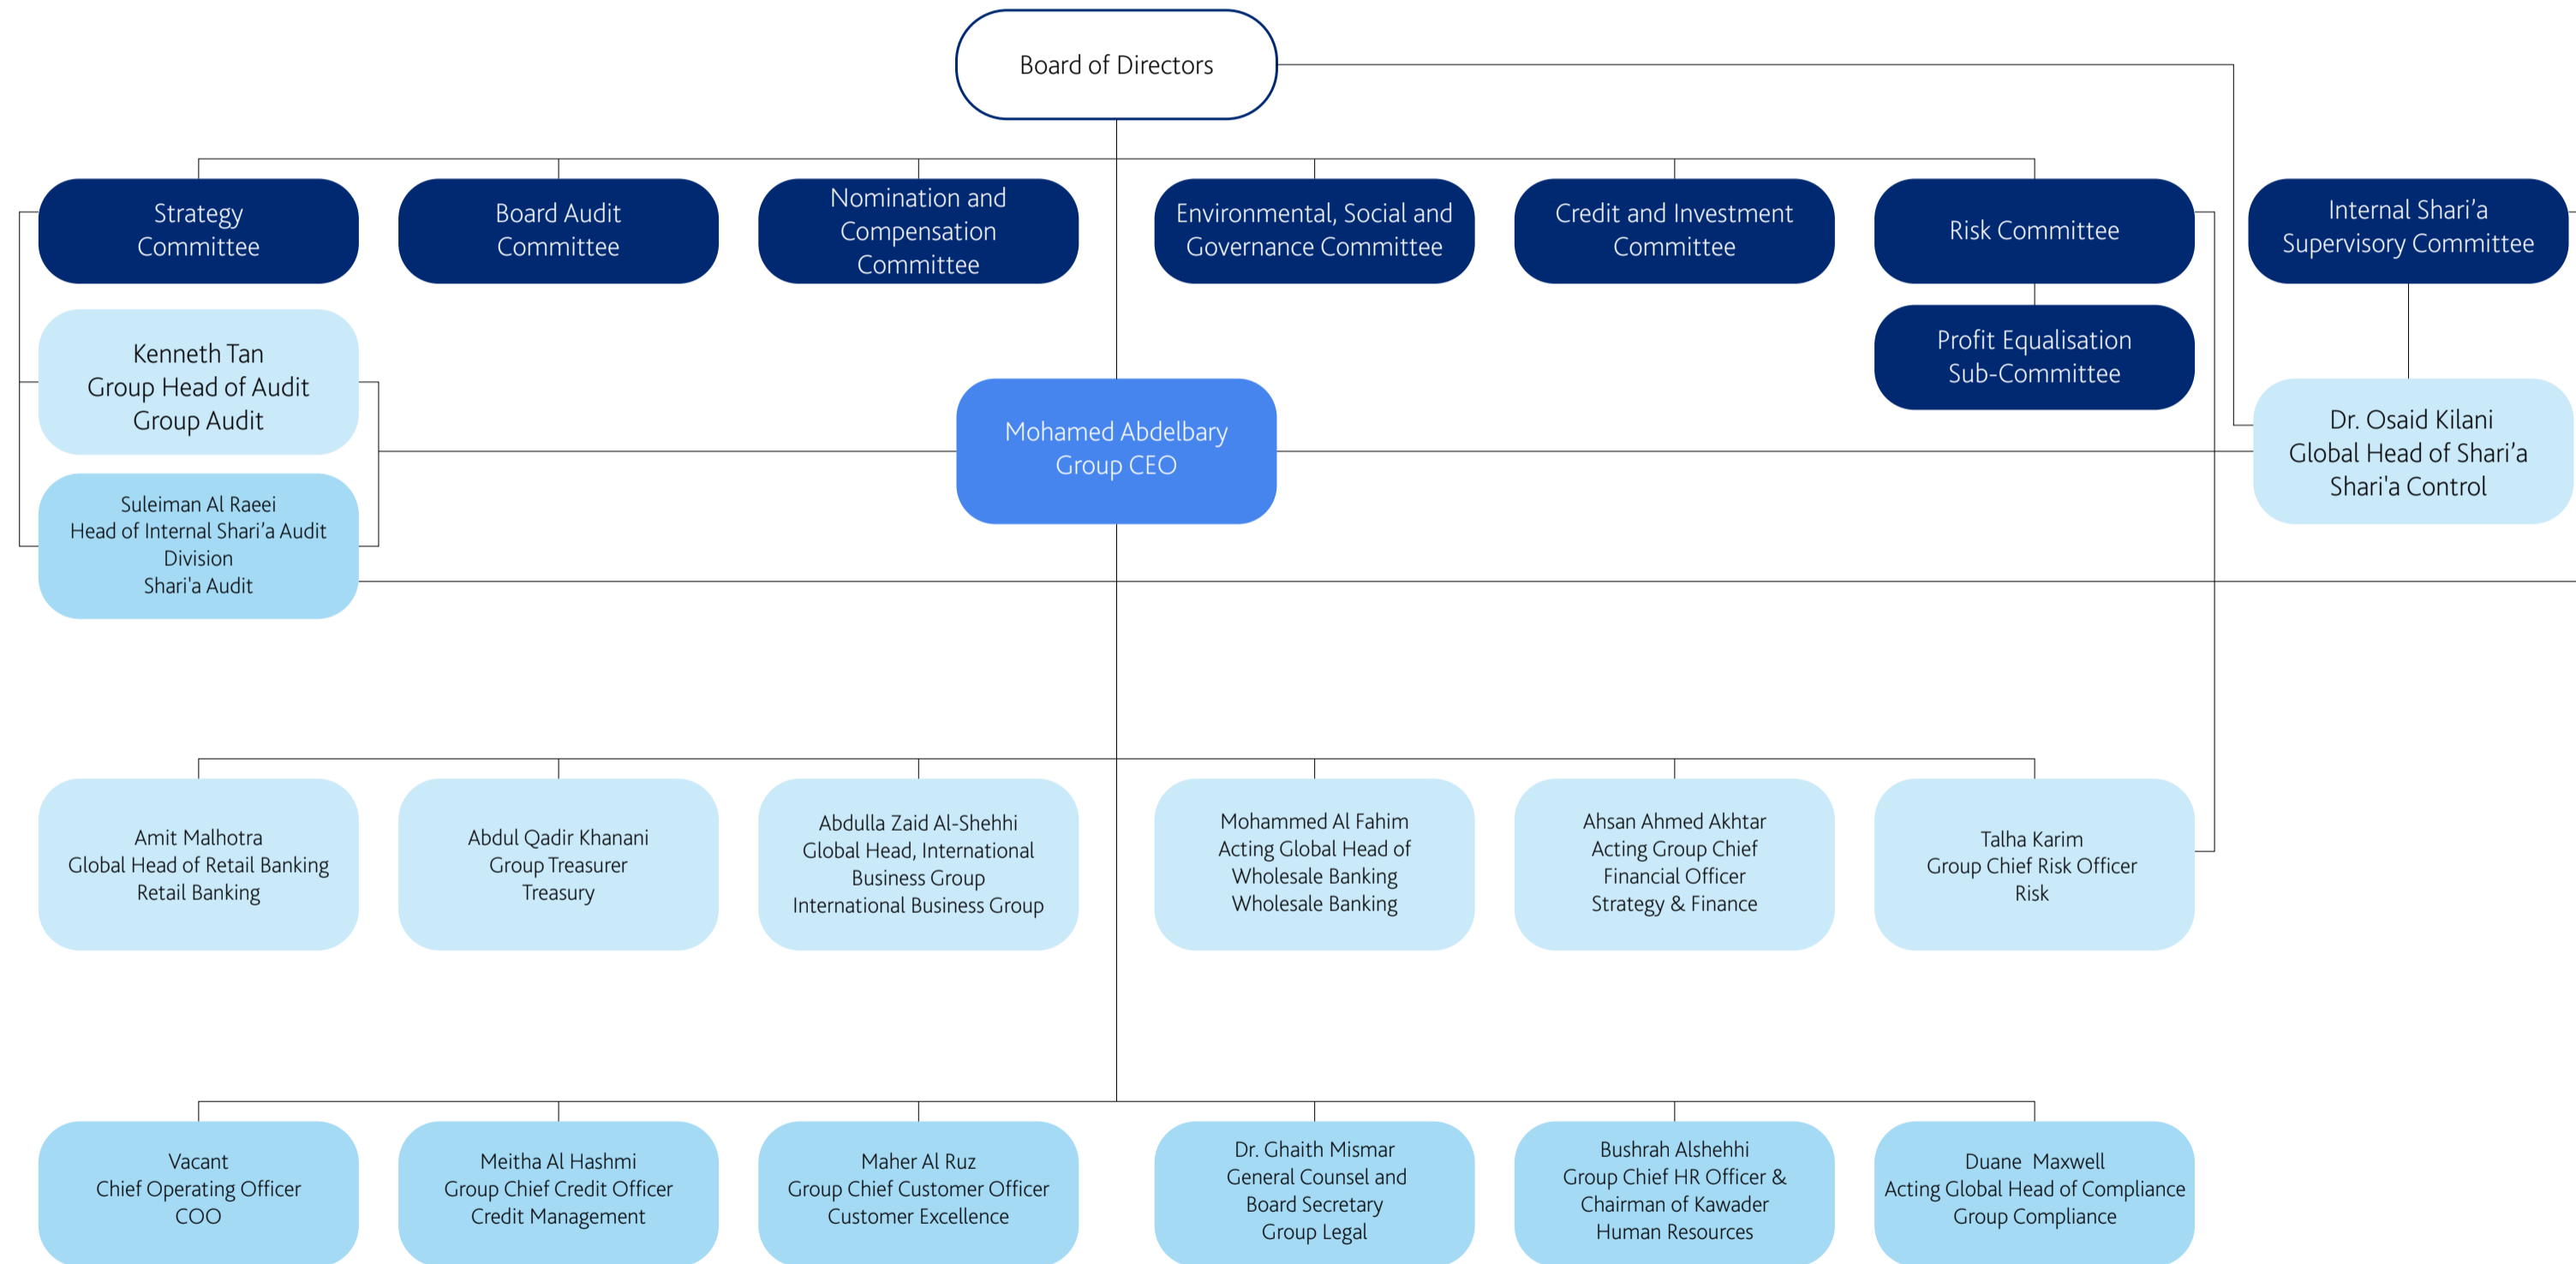 Board of Directors
Strategy
Committee
Board Audit
Committee
Nomination and
Compensation
Committee
Environmental, Social and
Governance Committee
Credit and Investment
Committee
Risk Committee
Internal Shari’a
Supervisory Committee
Profit Equalisation
Sub-Committee
Kenneth Tan
Group Head of Audit
Group Audit
Mohamed Abdelbary
Group CEO
Dr. Osaid Kilani
Global Head of Shari’a
Shari'a Control
Suleiman Al Raeei
Head of Internal Shari’a Audit
Division
Shari'a Audit
Amit Malhotra
Global Head of Retail Banking
Retail Banking
Abdul Qadir Khanani
Group Treasurer
Treasury
Abdulla Zaid Al-Shehhi
Global Head, International
Business Group
International Business Group
Mohammed Al Fahim
Acting Global Head of
Wholesale Banking
Wholesale Banking
Ahsan Ahmed Akhtar
Acting Group Chief
Financial Officer
Strategy & Finance
Talha Karim
Group Chief Risk Officer
Risk
Vacant
Chief Operating Officer
COO
Meitha Al Hashmi
Group Chief Credit Officer
Credit Management
Maher Al Ruz
Group Chief Customer Officer
Customer Excellence
Dr. Ghaith Mismar
General Counsel and
Board Secretary
Group Legal
Bushrah Alshehhi
Group Chief HR Officer &
Chairman of Kawader
Human Resources
Duane  Maxwell
Acting Global Head of Compliance
Group Compliance